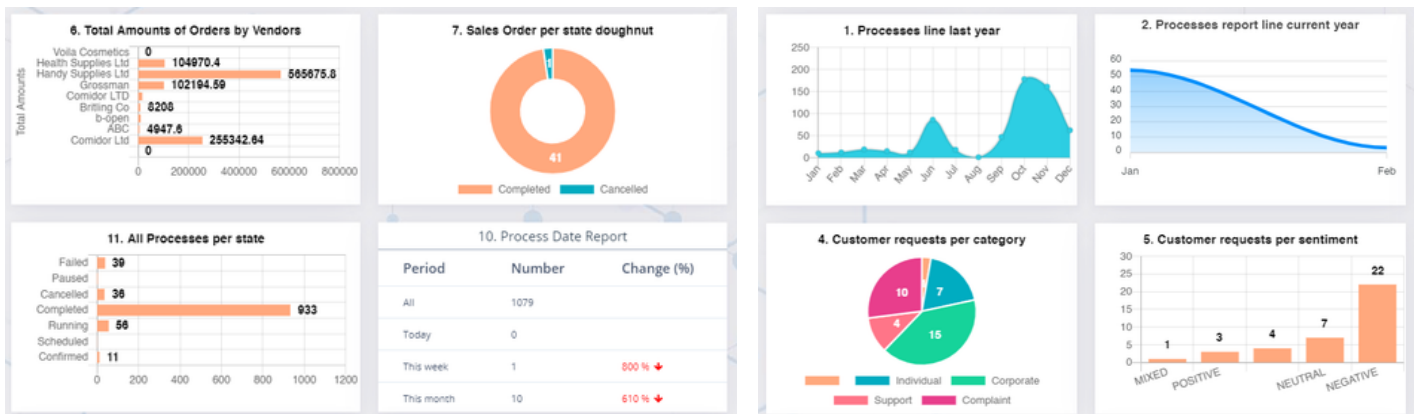 6. Total Amounts of Orders by Vendors
Total Amounts
Voila Cosmetics 0
Health Supplies Ltd 104970.4
Handy Supplies Ltd 565675.8
Grossman 102194.59
Comidor LTD
Britling Co 8208
b-open
ABC 4947.6
Comidor Ltd 255342.64
0
0 200000 400000 600000 800000
7. Sales Order per state doughnut
1
41
Completed Cancelled
1. Processes line last year
250
200
150
100
50
0
Jan Feb Mar Apr May Jun Jul Aug Sep Oct Nov Dec
2. Processes report line current year
60
50
40
30
20
10
0
Jan Feb
11. All Processes per state
Failed 39
Paused
Cancelled 36
Completed 933
Running 56
Scheduled
Confirmed 11
0 200 400 600 800 1000 1200
10. Process Date Report
Period Number Change (%)
All 1079
Today 0
This week 1 800 %
This month 10 610 %
4. Customer requests per category
10 7
4 15
Individual Corporate
Support Complaint
5. Customer requests per sentiment
30
25
20
15
10
5
0
1 3 4 7 22
MIXED POSITIVE NEUTRAL NEGATIVE